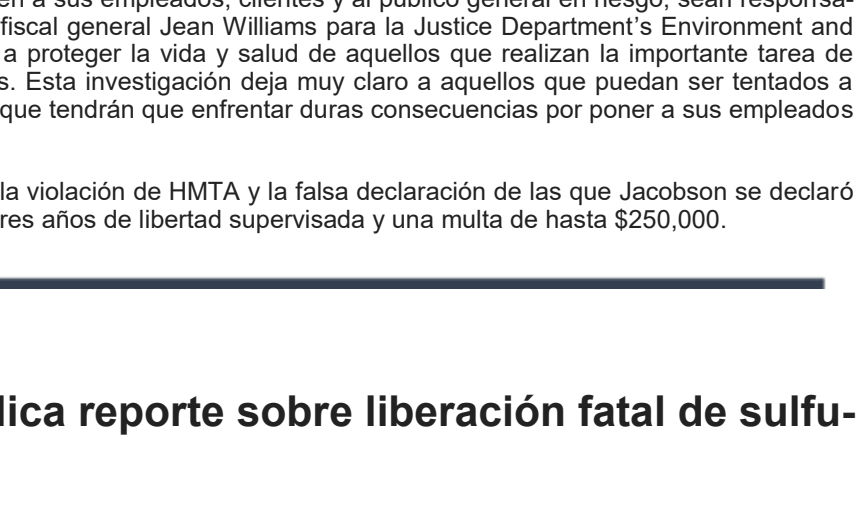 en a sus empleados, clientes y al público general en riesgo, sean responsa-
fiscal general Jean Williams para la Justice Department’s Environment and
a proteger la vida y salud de aquellos que realizan la importante tarea de
s. Esta investigación deja muy claro a aquellos que puedan ser tentados a
que tendrán que enfrentar duras consecuencias por poner a sus empleados
la violación de HMTA y la falsa declaración de las que Jacobson se declaró
res años de libertad supervisada y una multa de hasta $250,000.
lica reporte sobre liberación fatal de sulfu-